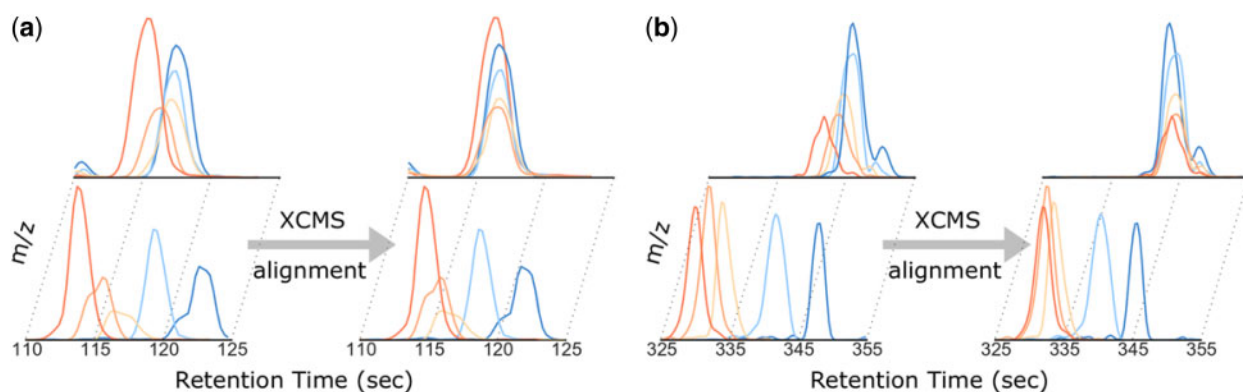 (a)
(b)
m/z
XCMS
alignment
m/z
XCMS
alignment
110 115 120 125
110 115 120 125
325 335 345 355
325 335 345 355
Retention Time (sec)
Retention Time (sec)